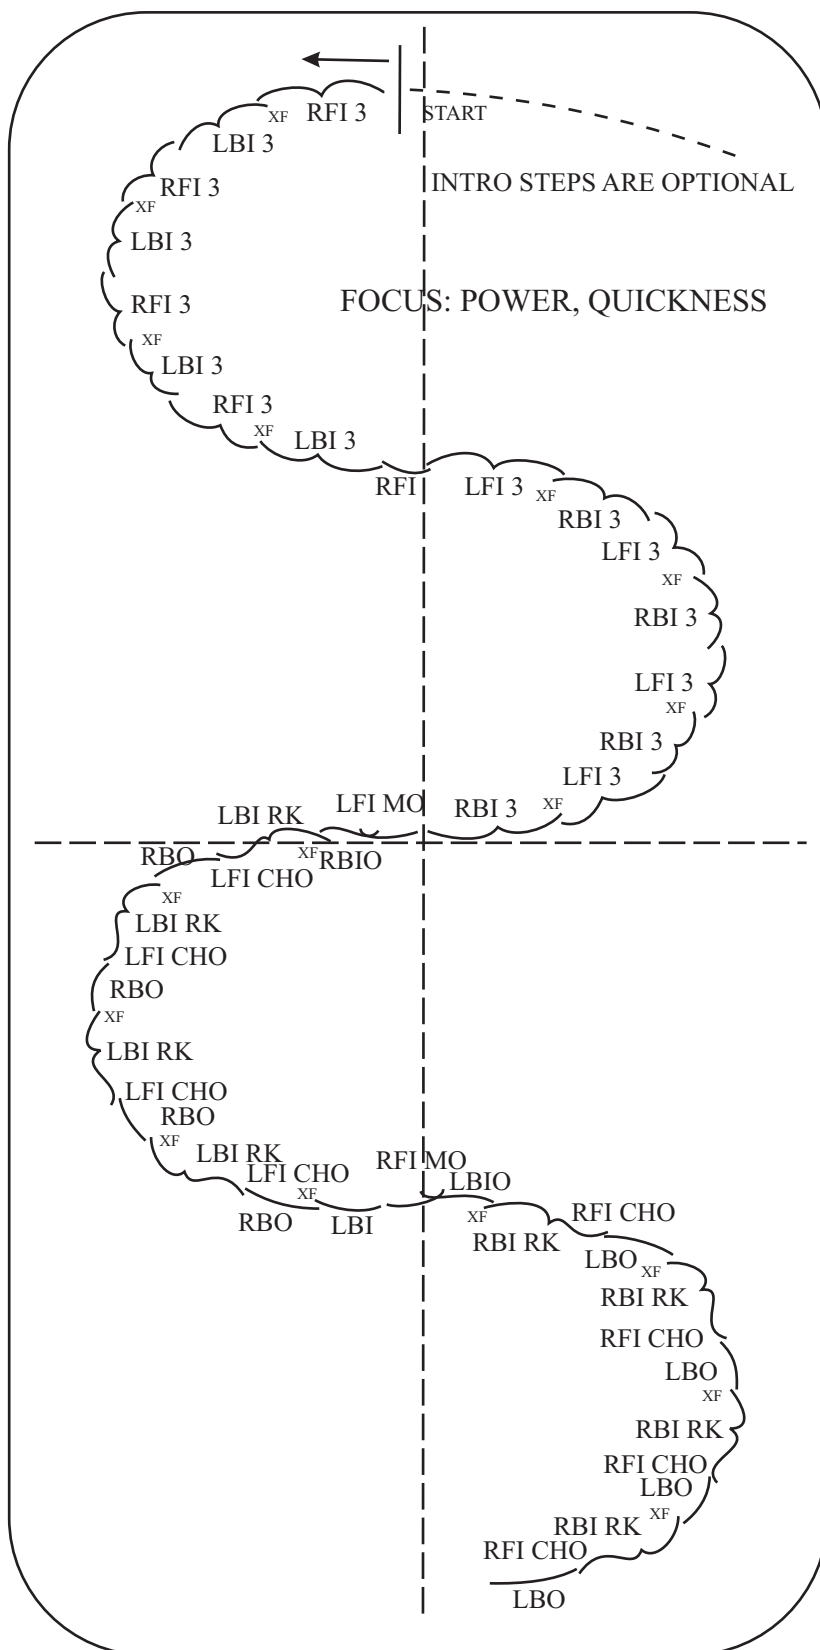 START
XF
RFI 3
LBI 3
INTRO STEPS ARE OPTIONAL
RFI 3
XF
LBI 3
RFI 3
FOCUS: POWER, QUICKNESS
XF
LBI 3
RFI 3
XF
LBI 3
RFI
LFI 3
XF
RBI 3
LFI 3
XF
RBI 3
LFI 3
XF
RBI 3
LFI 3
XF
RBI 3
LFI MO
LBI RK
XF
RBIO
RBO
LFI CHO
XF
LBI RK
LFI CHO
RBO
XF
LBI RK
LFI CHO
RBO
XF
LBI RK
LFI CHO
XF
RBO
LBI
RFI MO
LBIO
XF
RBI RK
RFI CHO
LBO
XF
RBI RK
RFI CHO
LBO
XF
RBI RK
RFI CHO
LBO
XF
RBI RK
RFI CHO
LBO